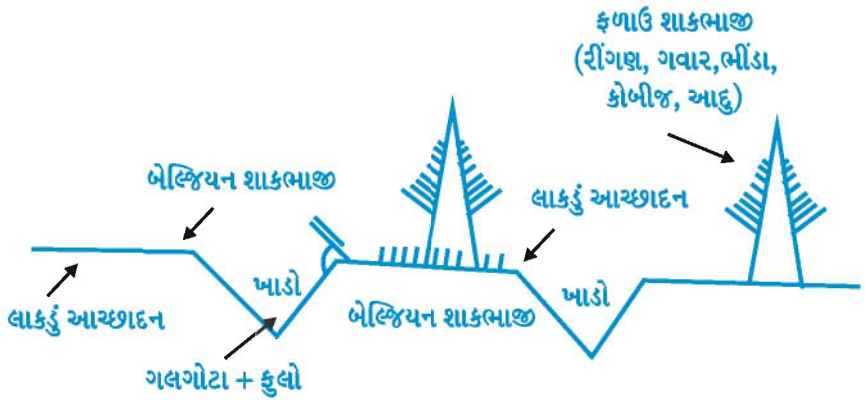 ફળાઉ શાકભાજી
(રીંગણ, ગવાર,ભીંડા,
કોબીજ, આદુ)
બેલ્જિયન શાકભાજી
લાકડું આચ્છાદન
ખાડો
ખાડો
લાકડું આચ્છાદન
બેલ્જિયન શાકભાજી
ગલગોટા + ફુલો